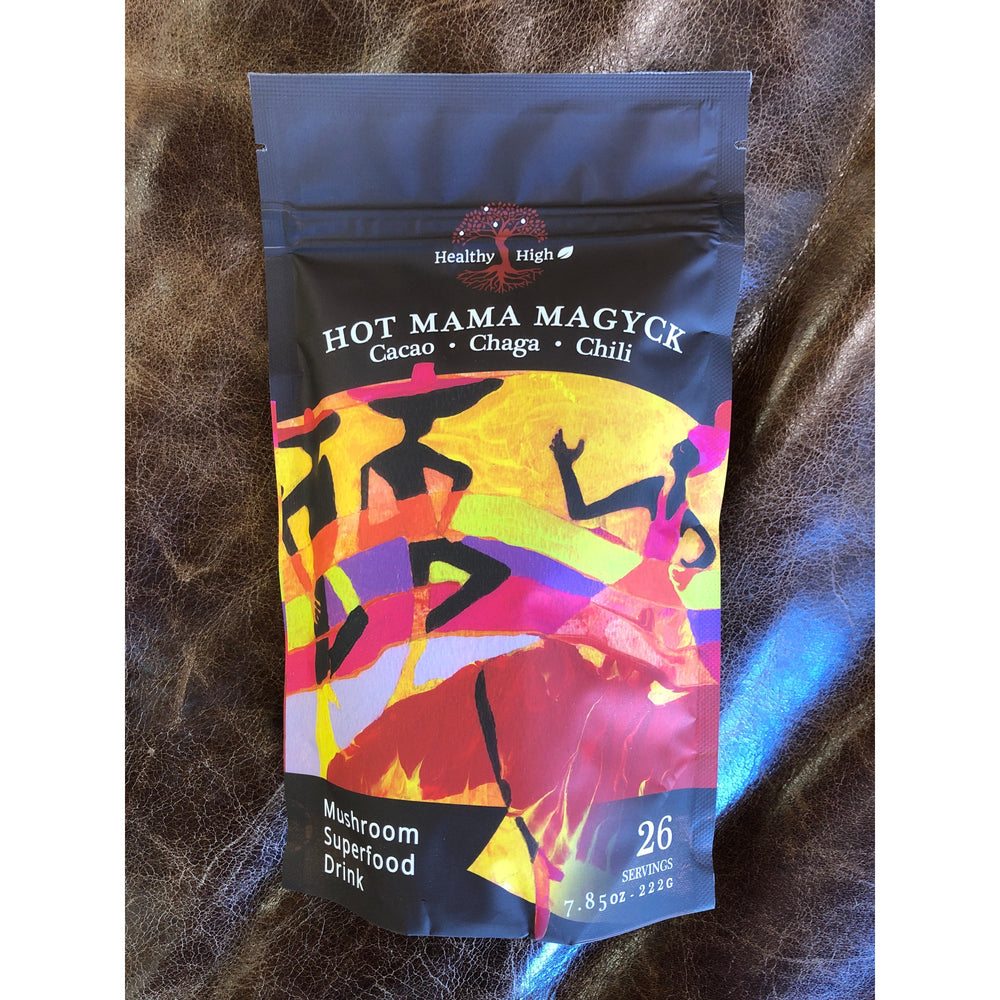 Healthy High
HOT MAMA MAGYCK
Cacao · Chaga · Chili
Mushroom
Superfood
Drink
26
SERVINGS
7.85oz - 222G